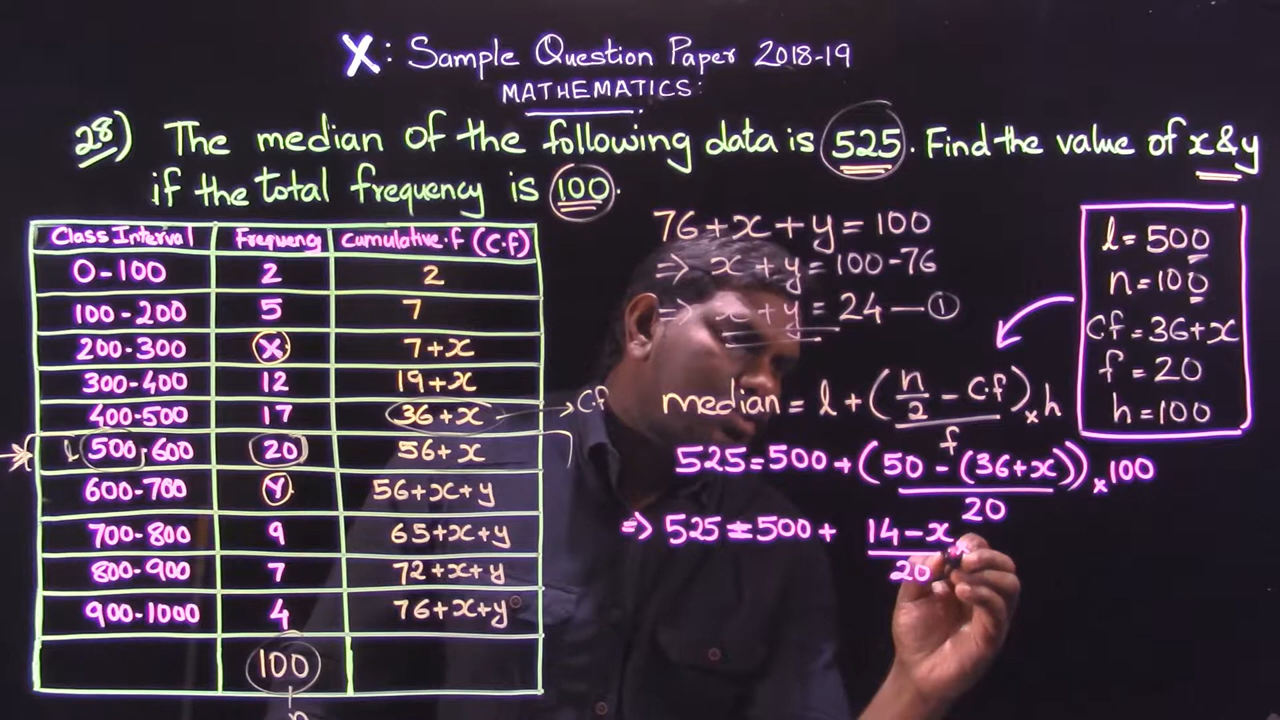 X: Sample Question Paper 2018-19
MATHEMATICS:
28) The median of the following data is 525. Find the value of x & y
if the total frequency is 100.
Class Interval Frequency Cumulative.f (C.f)
0-100 2 2
100-200 5 7
200-300 X 7+x
300-400 12 19+x
400-500 17 36+x → Cf
l 500-600 20 56+x
600-700 Y 56+x+y
700-800 9 65+x+y
800-900 7 72+x+y
900-1000 4 76+x+y
100
n
76+x+y=100
⇒ x+y=100-76
⇒ x+y=24—①
median = l+(n/2 - C.f)/f × h
525=500+(50-(36+x))/20 × 100
⇒ 525=500+ 14-x/20
l=500
n=100
Cf=36+x
f=20
h=100